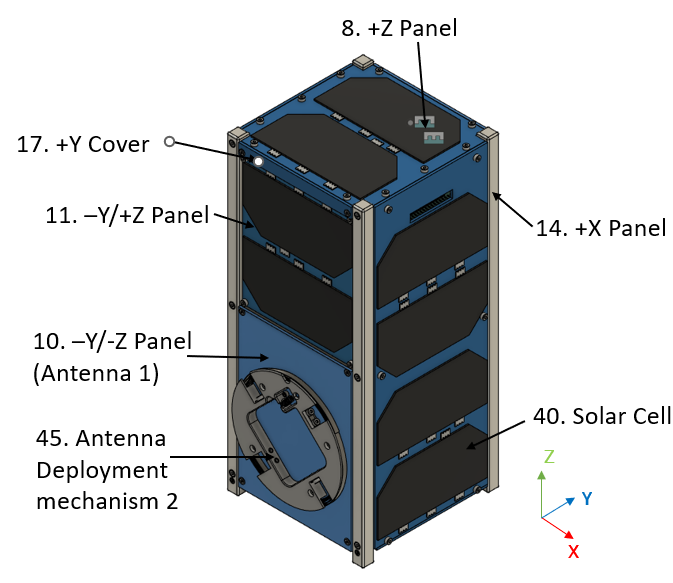 8. +Z Panel
17. +Y Cover
11. –Y/+Z Panel
14. +X Panel
10. –Y/-Z Panel
(Antenna 1)
40. Solar Cell
45. Antenna
Deployment
mechanism 2
Z
Y
X